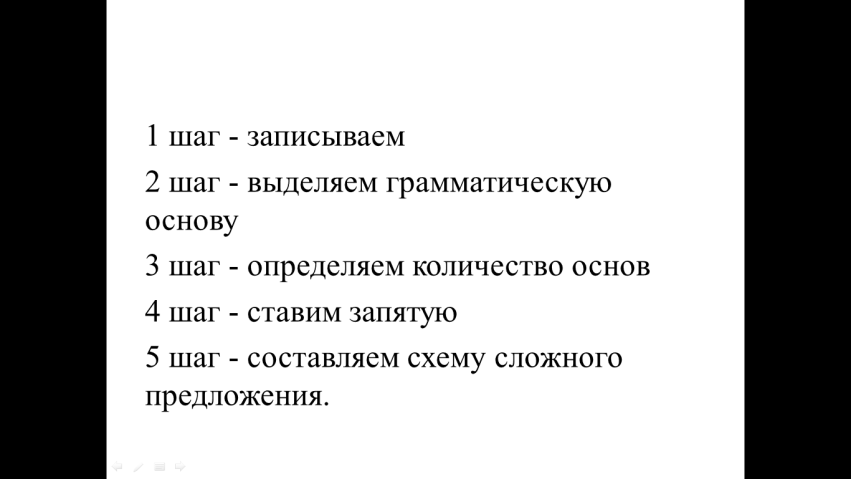 1 шаг - записываем
2 шаг - выделяем грамматическую
основу
3 шаг - определяем количество основ
4 шаг - ставим запятую
5 шаг - составляем схему сложного
предложения.